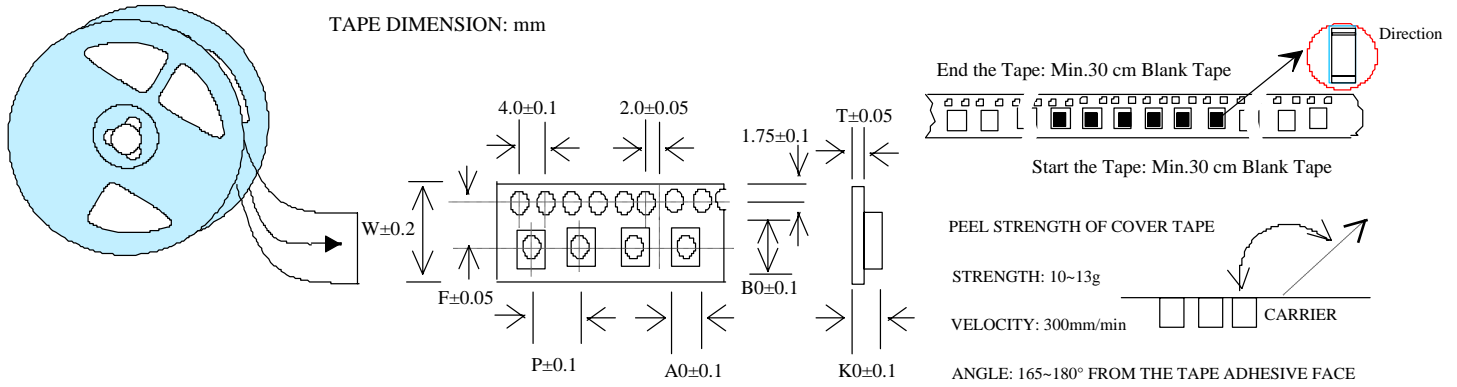 TAPE DIMENSION: mm
4.0±0.1
2.0±0.05
1.75±0.1
T±0.05
W±0.2
F±0.05
B0±0.1
P±0.1
A0±0.1
K0±0.1
Direction
End the Tape: Min.30 cm Blank Tape
Start the Tape: Min.30 cm Blank Tape
PEEL STRENGTH OF COVER TAPE
STRENGTH: 10~13g
VELOCITY: 300mm/min
CARRIER
ANGLE: 165~180° FROM THE TAPE ADHESIVE FACE